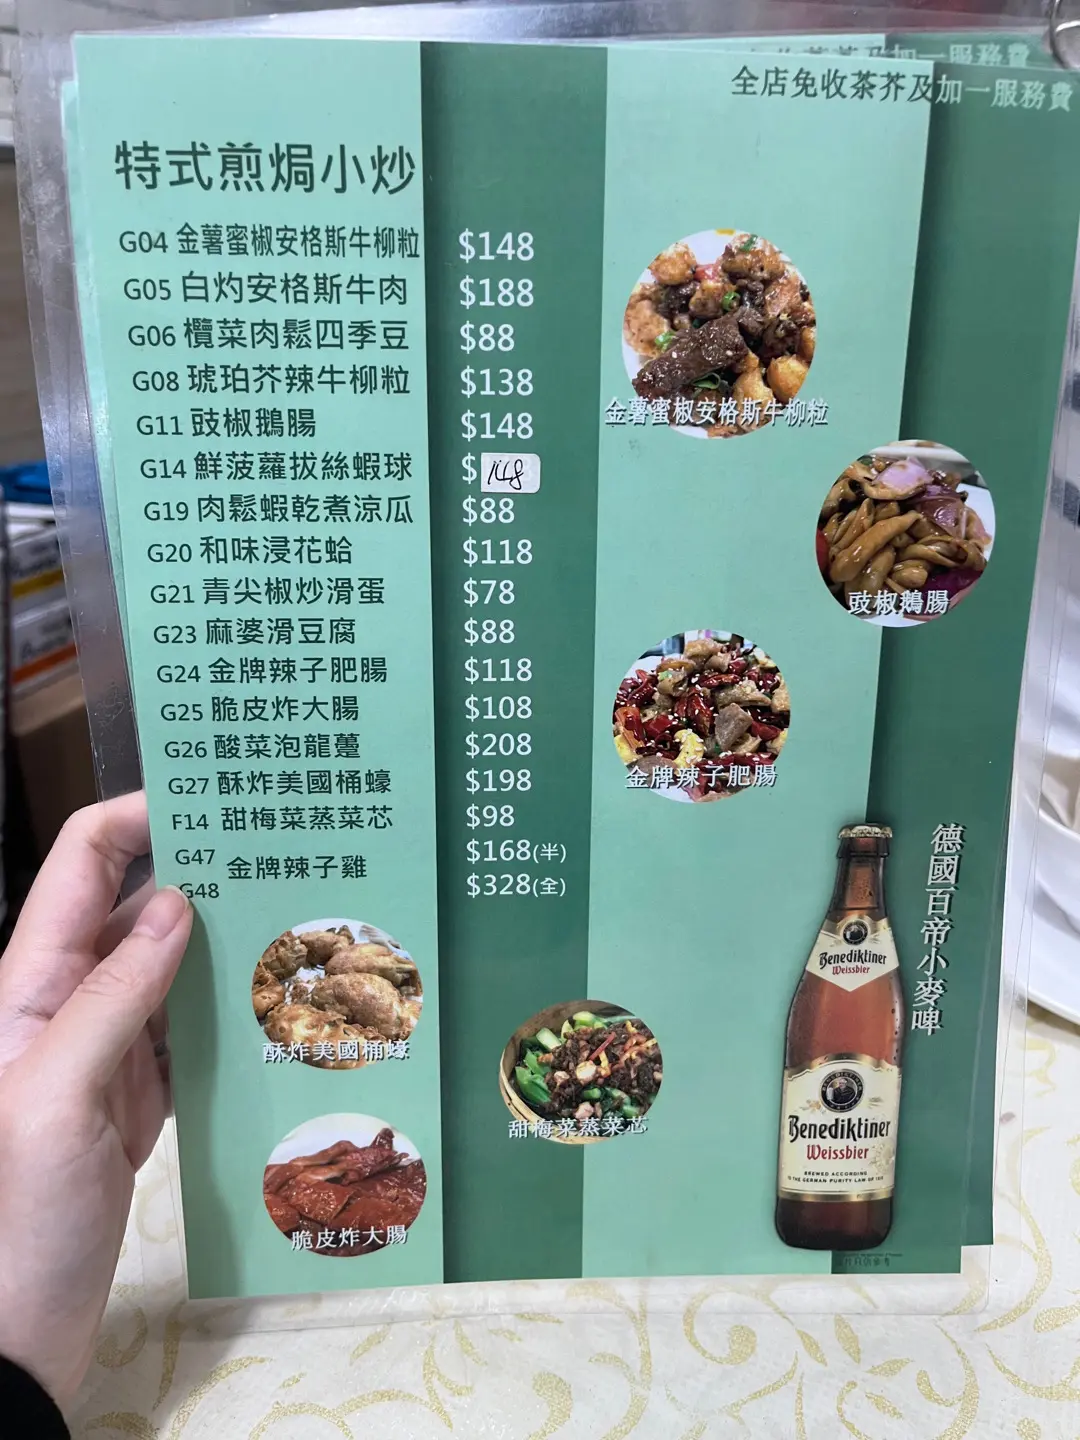 全店免收茶芥及加一服務費
特式煎焗小炒
G04 金薯蜜椒安格斯牛柳粒 $148
G05 白灼安格斯牛肉 $188
G06 欖菜肉鬆四季豆 $88
G08 琥珀芥辣牛柳粒 $138
G11 豉椒鵝腸 $148
G14 鮮菠蘿拔絲蝦球 $148
G19 肉鬆蝦乾煮涼瓜 $88
G20 和味浸花蛤 $118
G21 青尖椒炒滑蛋 $78
G23 麻婆滑豆腐 $88
G24 金牌辣子肥腸 $118
G25 脆皮炸大腸 $108
G26 酸菜泡龍躉 $208
G27 酥炸美國桶蠔 $198
F14 甜梅菜蒸菜芯 $98
G47 金牌辣子雞 $168(半)
G48 $328(全)
金薯蜜椒安格斯牛柳粒
豉椒鵝腸
金牌辣子肥腸
酥炸美國桶蠔
甜梅菜蒸菜芯
脆皮炸大腸
德國百帝小麥啤
Benediktiner
Weissbier
Benediktiner
Weissbier
BREWED ACCORDING
TO THE GERMAN PURITY LAW OF 1516